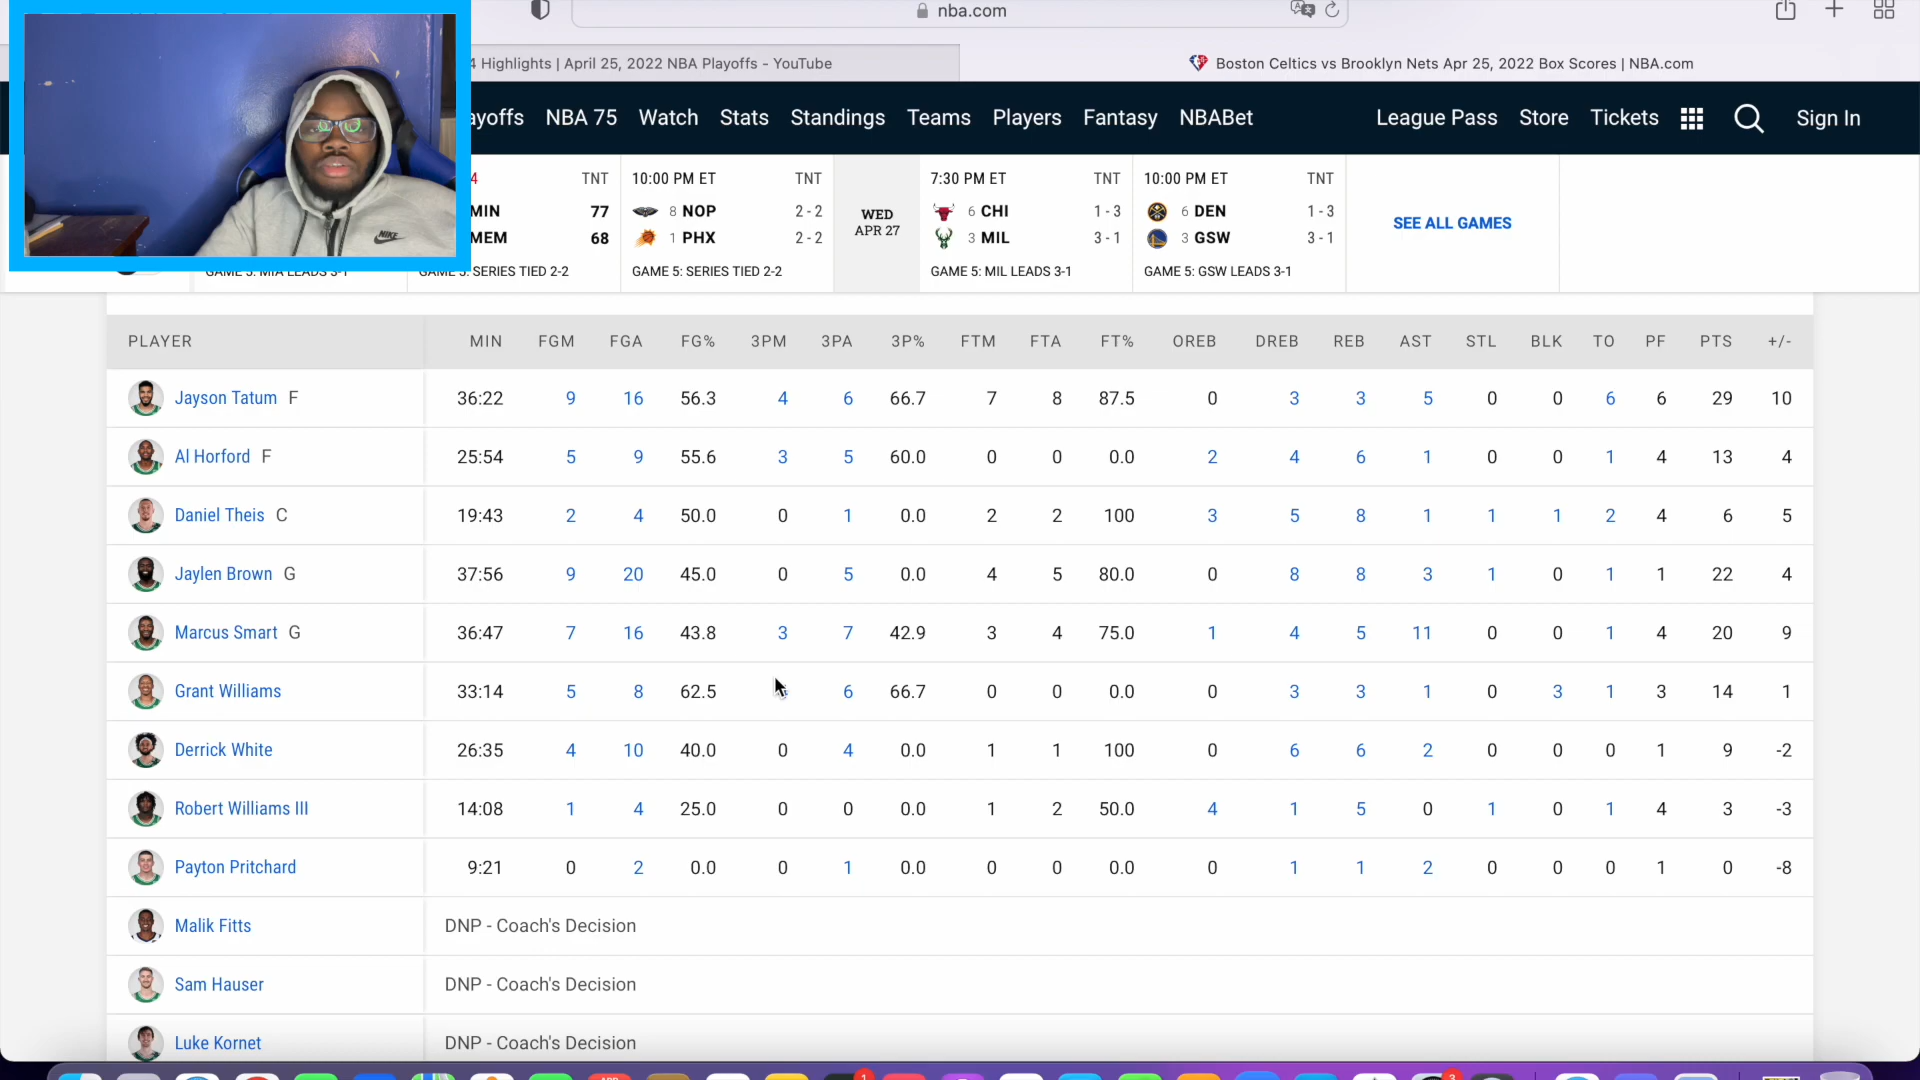 nba.com
4 Highlights | April 25, 2022 NBA Playoffs - YouTube
Boston Celtics vs Brooklyn Nets Apr 25, 2022 Box Scores | NBA.com
ayoffs NBA 75 Watch Stats Standings Teams Players Fantasy NBABet League Pass Store Tickets Sign In
4 TNT 10:00 PM ET TNT 7:30 PM ET TNT 10:00 PM ET TNT
MIN 77 8 NOP 2 - 2 WED 6 CHI 1 - 3 6 DEN 1 - 3 SEE ALL GAMES
MEM 68 1 PHX 2 - 2 APR 27 3 MIL 3 - 1 3 GSW 3 - 1
GAME 5: MIA LEADS 3-1 GAME 5: SERIES TIED 2-2 GAME 5: SERIES TIED 2-2 GAME 5: MIL LEADS 3-1 GAME 5: GSW LEADS 3-1
NIKE
PLAYER MIN FGM FGA FG% 3PM 3PA 3P% FTM FTA FT% OREB DREB REB AST STL BLK TO PF PTS +/-
Jayson Tatum F 36:22 9 16 56.3 4 6 66.7 7 8 87.5 0 3 3 5 0 0 6 6 29 10
Al Horford F 25:54 5 9 55.6 3 5 60.0 0 0 0.0 2 4 6 1 0 0 1 4 13 4
Daniel Theis C 19:43 2 4 50.0 0 1 0.0 2 2 100 3 5 8 1 1 1 2 4 6 5
Jaylen Brown G 37:56 9 20 45.0 0 5 0.0 4 5 80.0 0 8 8 3 1 0 1 1 22 4
Marcus Smart G 36:47 7 16 43.8 3 7 42.9 3 4 75.0 1 4 5 11 0 0 1 4 20 9
Grant Williams 33:14 5 8 62.5 6 66.7 0 0 0.0 0 3 3 1 0 3 1 3 14 1
Derrick White 26:35 4 10 40.0 0 4 0.0 1 1 100 0 6 6 2 0 0 0 1 9 -2
Robert Williams III 14:08 1 4 25.0 0 0 0.0 1 2 50.0 4 1 5 0 1 0 1 4 3 -3
Payton Pritchard 9:21 0 2 0.0 0 1 0.0 0 0 0.0 0 1 1 2 0 0 0 1 0 -8
Malik Fitts DNP - Coach's Decision
Sam Hauser DNP - Coach's Decision
Luke Kornet DNP - Coach's Decision